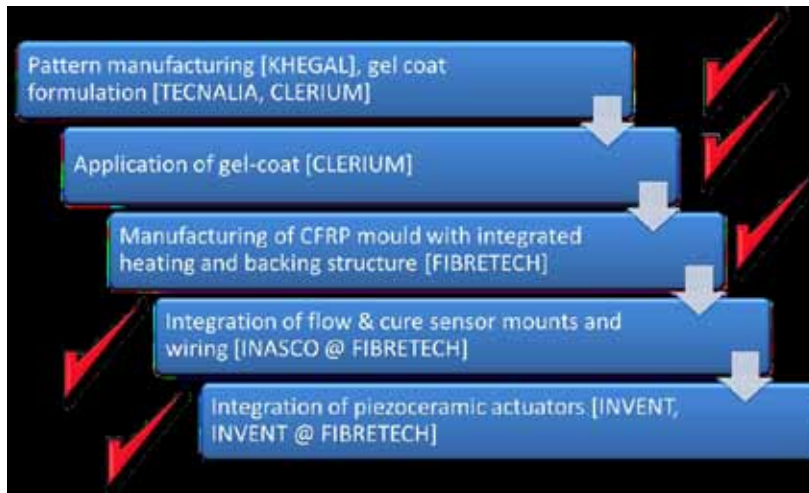 Pattern manufacturing [KHEGAL], gel coat
formulation [TECNALIA, CLERIUM]
Application of gel-coat [CLERIUM]
Manufacturing of CFRP mould with integrated
heating and backing structure [FIBRETECH]
Integration of flow & cure sensor mounts and
wiring [INASCO @ FIBRETECH]
Integration of piezoceramic actuators [INVENT,
INVENT @ FIBRETECH]